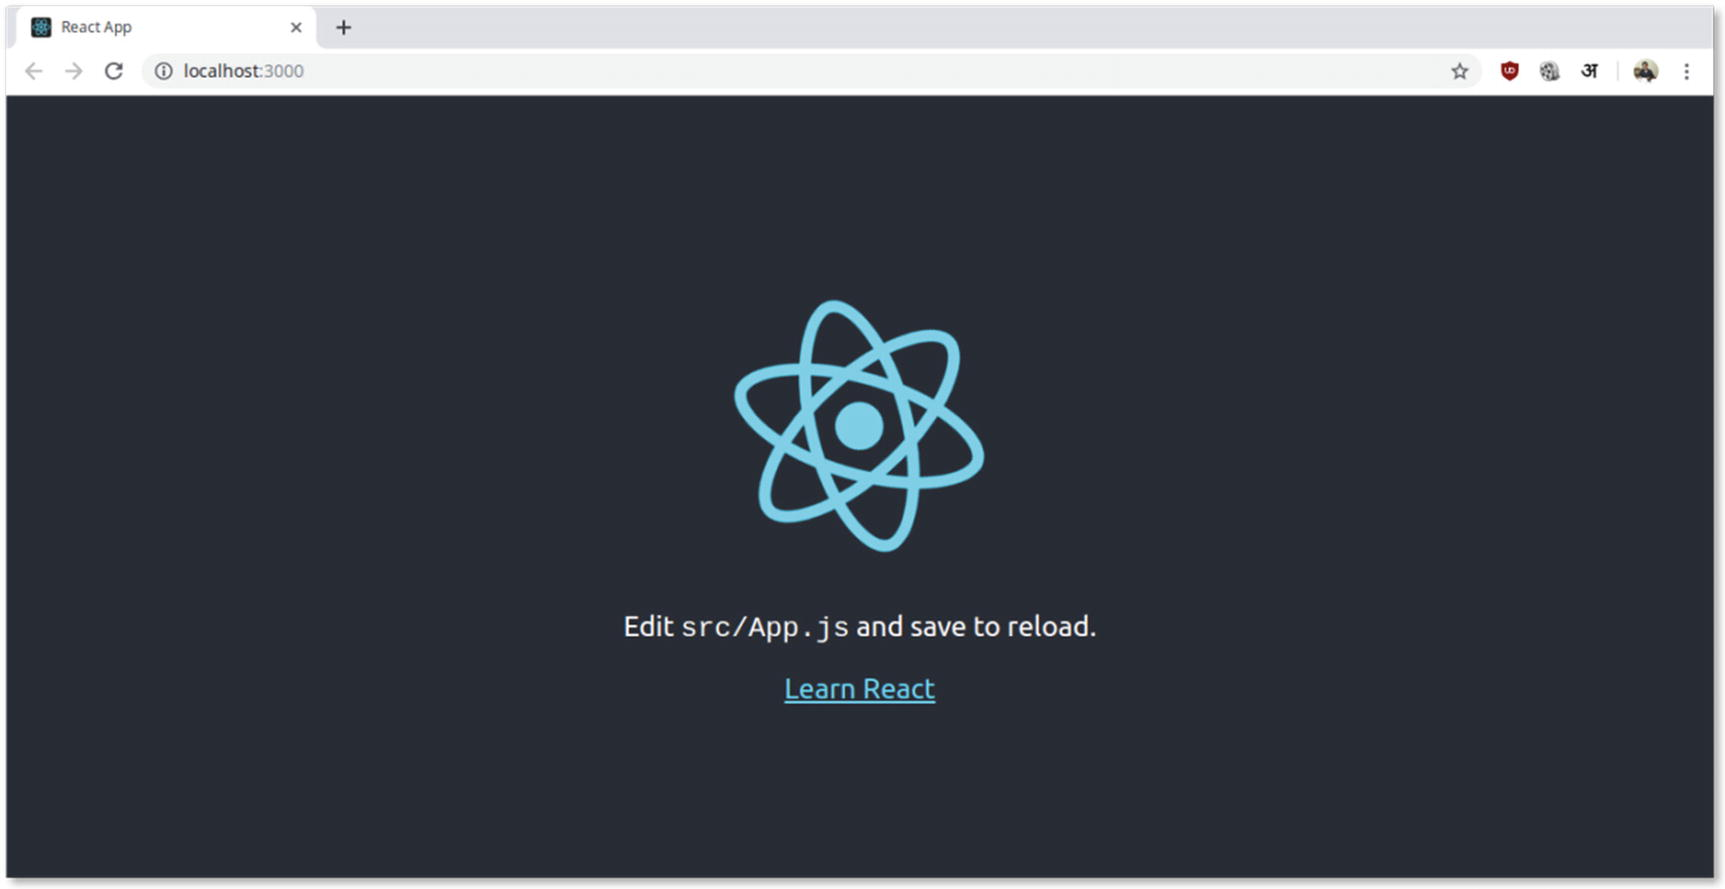 React App
localhost:3000
अ
Edit src/App.js and save to reload.
Learn React